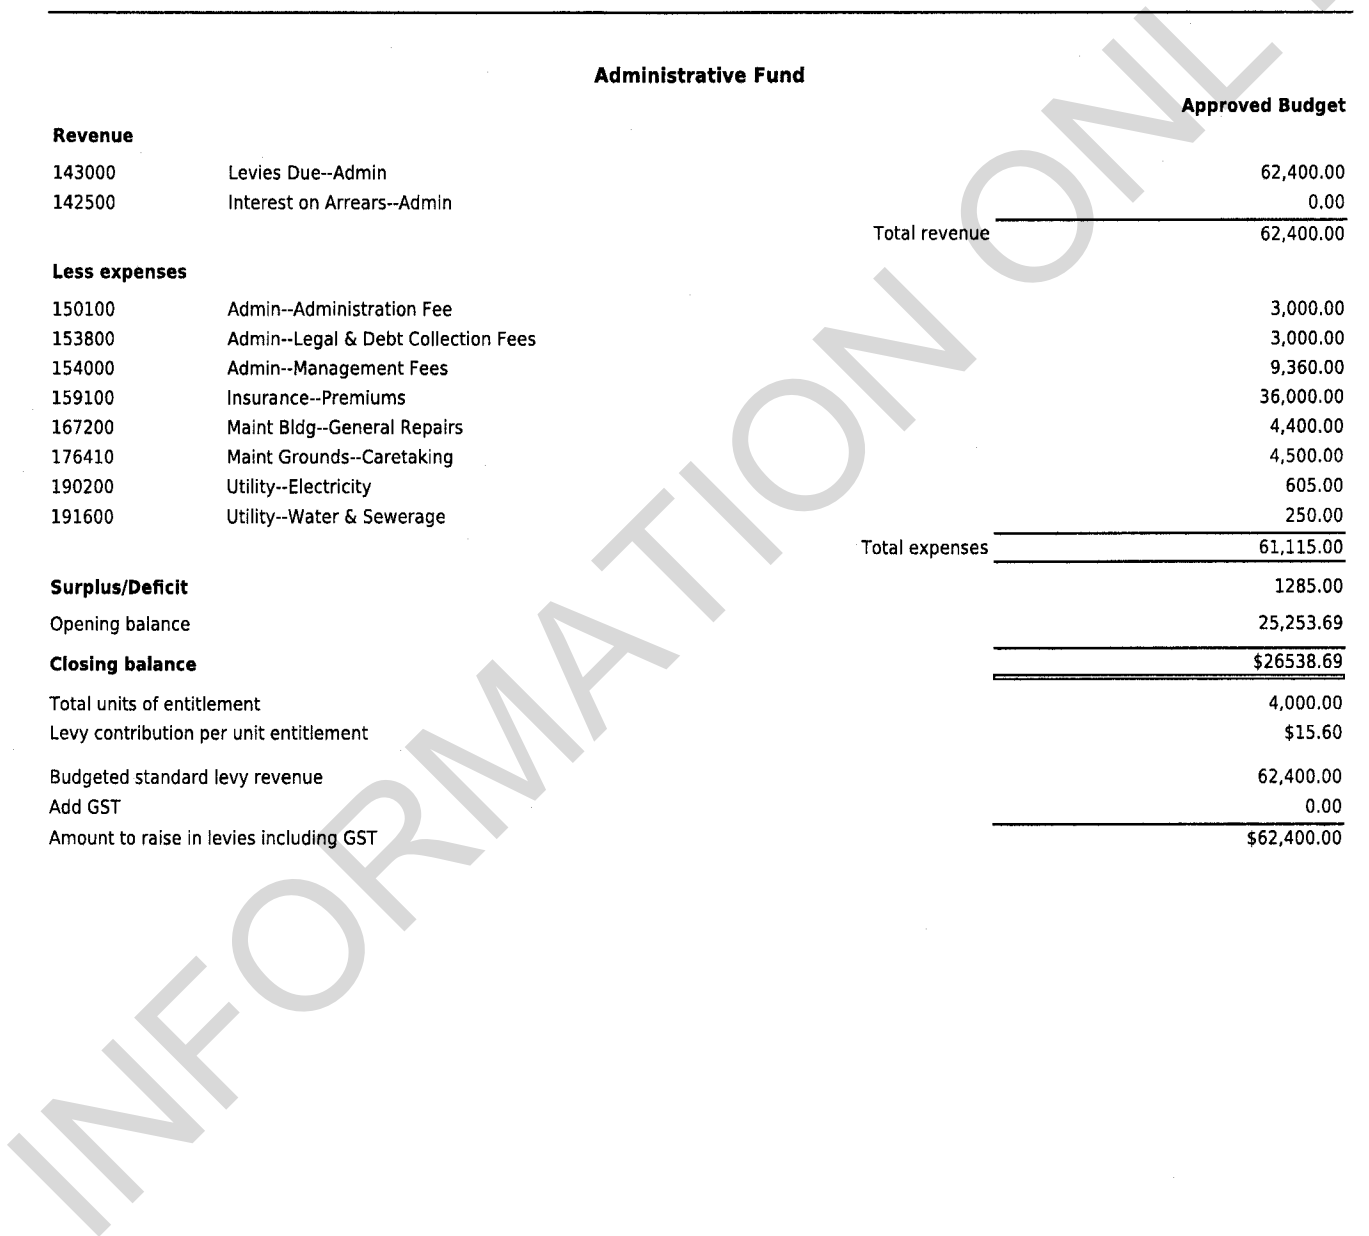 Administrative Fund
Approved Budget
Revenue
143000 Levies Due--Admin 62,400.00
142500 Interest on Arrears--Admin 0.00
Total revenue 62,400.00
Less expenses
150100 Admin--Administration Fee 3,000.00
153800 Admin--Legal & Debt Collection Fees 3,000.00
154000 Admin--Management Fees 9,360.00
159100 Insurance--Premiums 36,000.00
167200 Maint Bldg--General Repairs 4,400.00
176410 Maint Grounds--Caretaking 4,500.00
190200 Utility--Electricity 605.00
191600 Utility--Water & Sewerage 250.00
Total expenses 61,115.00
Surplus/Deficit 1285.00
Opening balance 25,253.69
Closing balance $26538.69
Total units of entitlement 4,000.00
Levy contribution per unit entitlement $15.60
Budgeted standard levy revenue 62,400.00
Add GST 0.00
Amount to raise in levies including GST $62,400.00
INFORMATION ONL